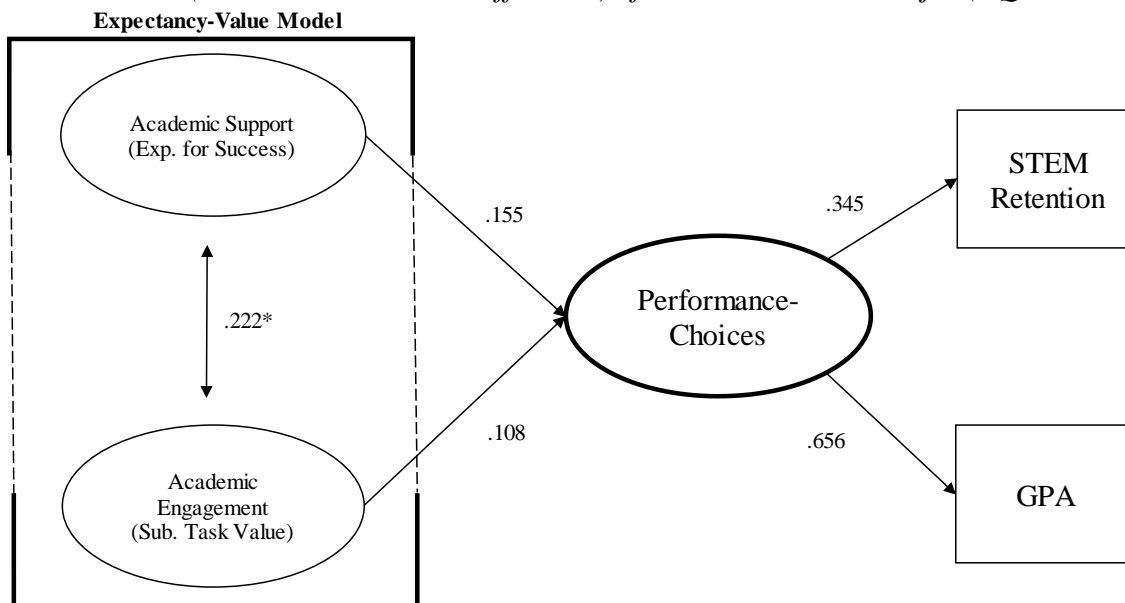 Expectancy-Value Model
Academic Support
(Exp. for Success)
.155
.222*
.108
Academic
Engagement
(Sub. Task Value)
Performance-
Choices
.345
.656
STEM
Retention
GPA